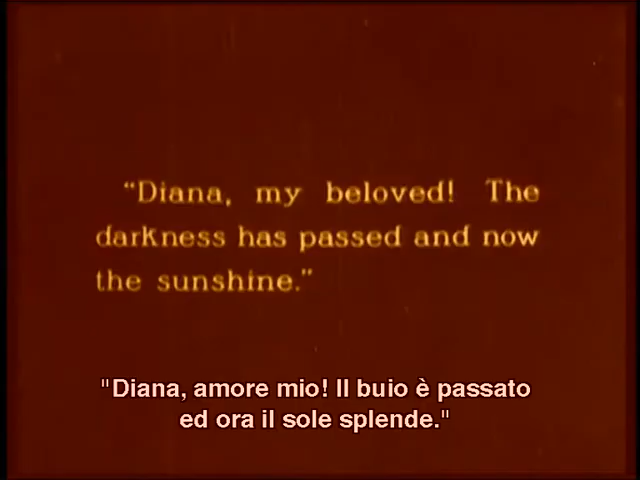 “Diana, my beloved! The
darkness has passed and now
the sunshine.”
"Diana, amore mio! Il buio è passato
ed ora il sole splende."